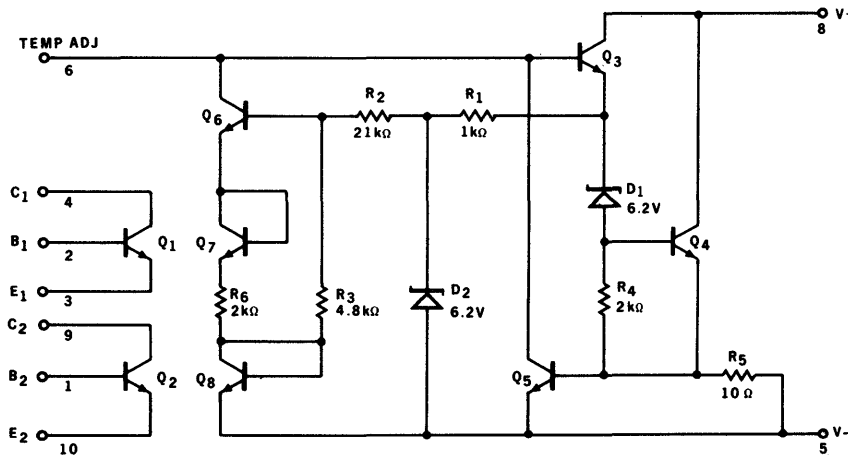 V-
8
TEMP ADJ
6
Q3
Q6
R2
21kΩ
R1
1kΩ
D1
6.2V
C1
4
B1
2
Q1
Q7
Q4
E1
3
R6
2kΩ
R3
4.8kΩ
D2
6.2V
R4
2kΩ
C2
9
B2
1
Q2
Q8
Q5
R5
10 Ω
E2
10
V-
5